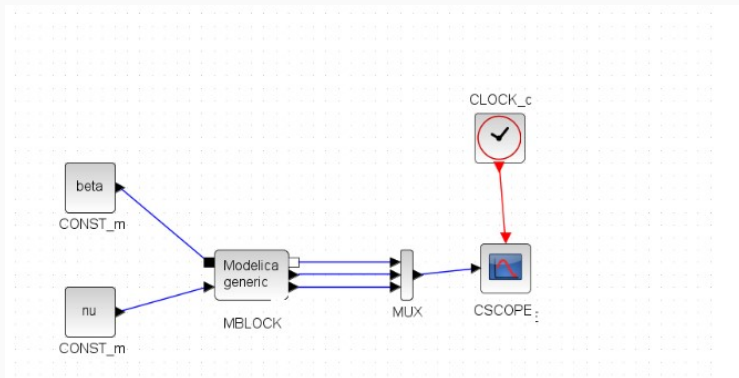 CLOCK_c
beta
CONST_m
Modelica
generic
MBLOCK
MUX
CSCOPE
nu
CONST_m